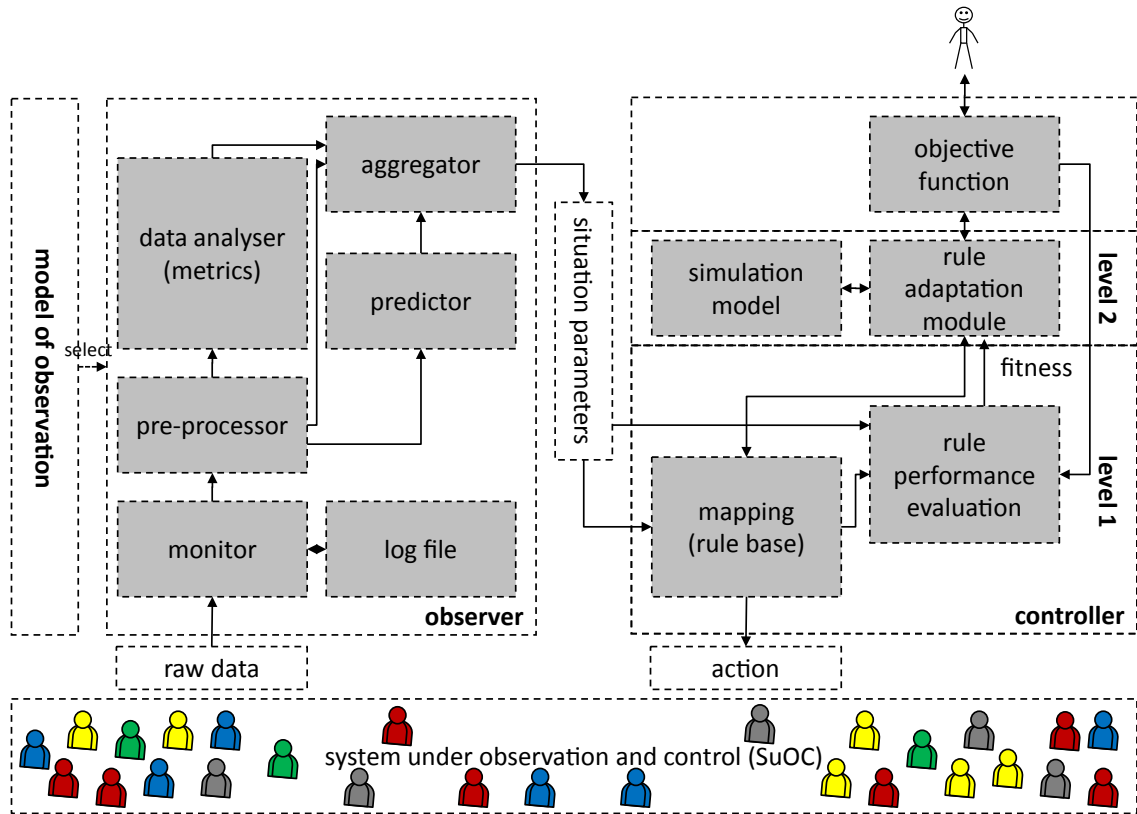 model of observation
select
data analyser
(metrics)
aggregator
predictor
pre-processor
monitor
log file
observer
raw data
situation parameters
objective
function
simulation
model
rule
adaptation
module
level 2
fitness
rule
performance
evaluation
mapping
(rule base)
level 1
controller
action
system under observation and control (SuOC)